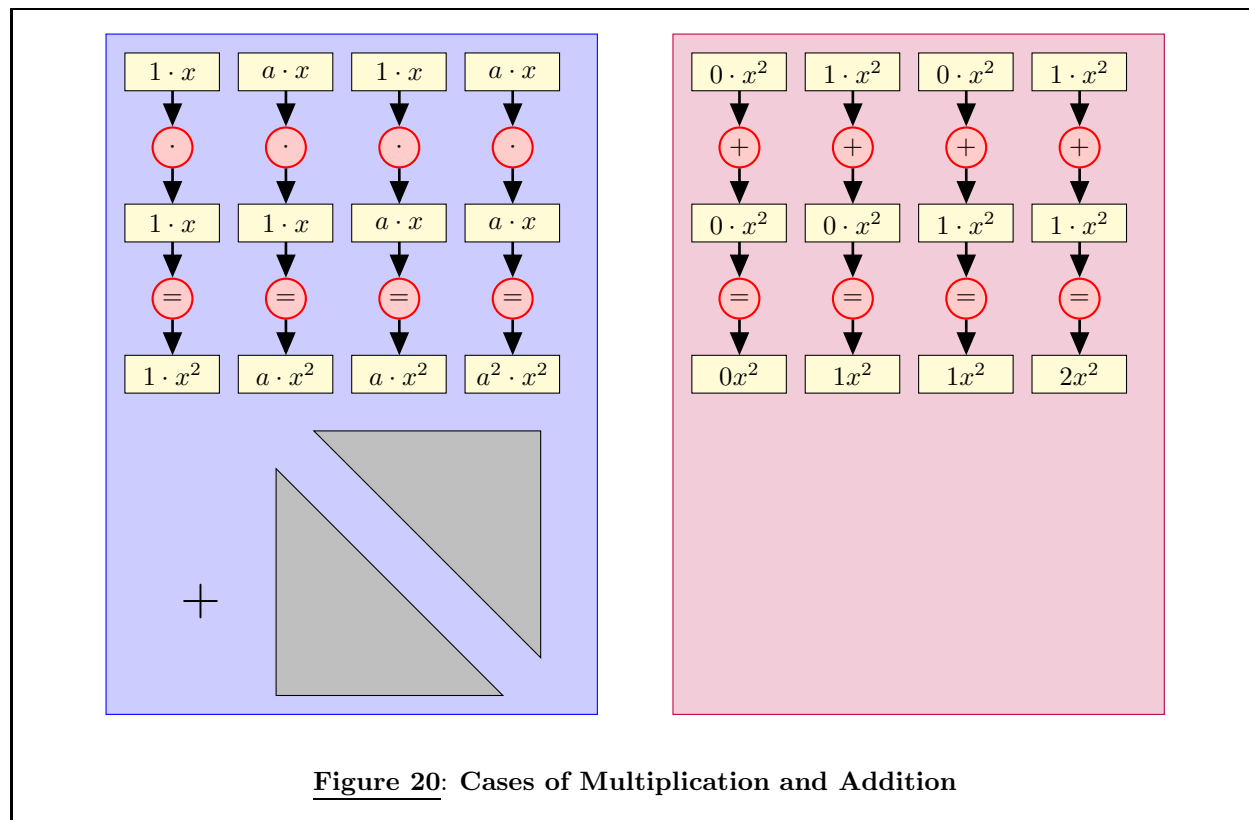 1 · x a · x 1 · x a · x 0 · x² 1 · x² 0 · x² 1 · x²
· · · · + + + +
1 · x 1 · x a · x a · x 0 · x² 0 · x² 1 · x² 1 · x²
= = = = = = = =
1 · x² a · x² a · x² a² · x² 0x² 1x² 1x² 2x²
+
Figure 20: Cases of Multiplication and Addition